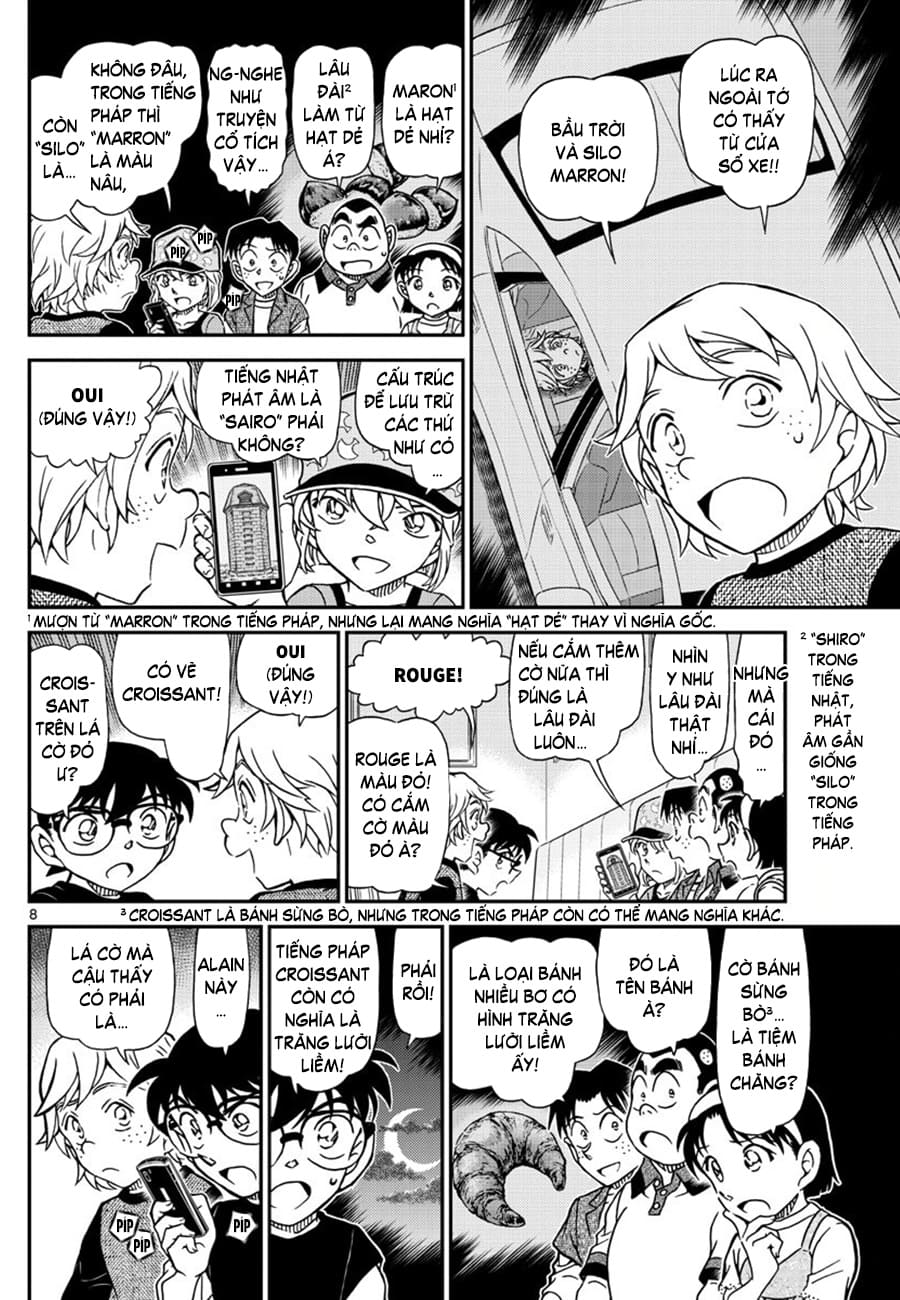 LÚC RA
NGOÀI TỚ
CÓ THẤY
TỪ CỬA
SỔ XE!!
BẦU TRỜI
VÀ SILO
MARRON!
MARON¹
LÀ HẠT
DẺ NHỈ?
LÂU
ĐÀI²
LÀM TỪ
HẠT DẺ
Á?
NG-NGHE
NHƯ
TRUYỆN
CỔ TÍCH
VẬY...
KHÔNG ĐÂU,
TRONG TIẾNG
PHÁP THÌ
"MARRON"
LÀ MÀU
NÂU,
CÒN
"SILO"
LÀ...
PIP
PIP
PIP
CẤU TRÚC
ĐỂ LƯU TRỮ
CÁC THỨ
NHƯ CỎ
...
TIẾNG NHẬT
PHÁT ÂM LÀ
"SAIRO" PHẢI
KHÔNG?
OUI
(ĐÚNG VẬY!)
¹ MƯỢN TỪ "MARRON" TRONG TIẾNG PHÁP, NHƯNG LẠI MANG NGHĨA "HẠT DẺ" THAY VÌ NGHĨA GỐC.
² "SHIRO"
TRONG
TIẾNG
NHẬT,
PHÁT
ÂM GẦN
GIỐNG
"SILO"
TRONG
TIẾNG
PHÁP.
NHƯNG
MÀ CÁI
ĐÓ
...
NHÌN
Y NHƯ
LÂU ĐÀI
THẬT
NHỈ...
NẾU CẮM THÊM
CỜ NỮA THÌ
ĐÚNG LÀ
LÂU ĐÀI
LUÔN...
ROUGE!
ROUGE LÀ
MÀU ĐỎ!
CÓ CẮM
CỜ MÀU
ĐỎ À?
OUI
(ĐÚNG
VẬY!)
CÓ VẼ
CROISSANT!
CROIS-
SANT
TRÊN LÁ
CỜ ĐÓ
Ư?
8
³ CROISSANT LÀ BÁNH SỪNG BÒ, NHƯNG TRONG TIẾNG PHÁP CÒN CÓ THỂ MANG NGHĨA KHÁC.
CỜ BÁNH
SỪNG
BÒ³...
LÀ TIỆM
BÁNH
CHĂNG?
ĐÓ LÀ
TÊN BÁNH
À?
LÀ LOẠI BÁNH
NHIỀU BƠ CÓ
HÌNH TRĂNG
LƯỠI LIỀM
ẤY!
PHẢI
RỒI!
TIẾNG PHÁP
CROISSANT
CÒN CÓ
NGHĨA LÀ
TRĂNG LƯỠI
LIỀM!
ALAIN NÀY
...
LÁ CỜ MÀ
CẬU THẤY
CÓ PHẢI
LÀ...
PIP
PIP
PIP